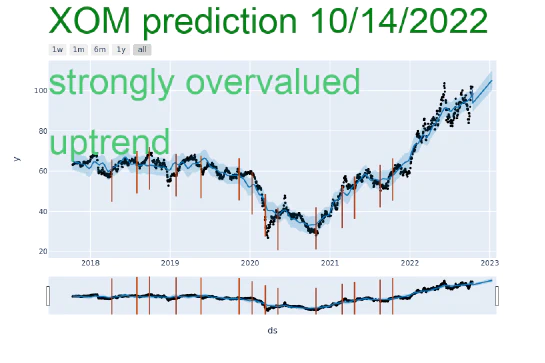 XOM prediction 10/14/2022
1w 1m 6m 1y all
strongly overvalued
uptrend
100
80
60
40
20
y
2018 2019 2020 2021 2022 2023
ds